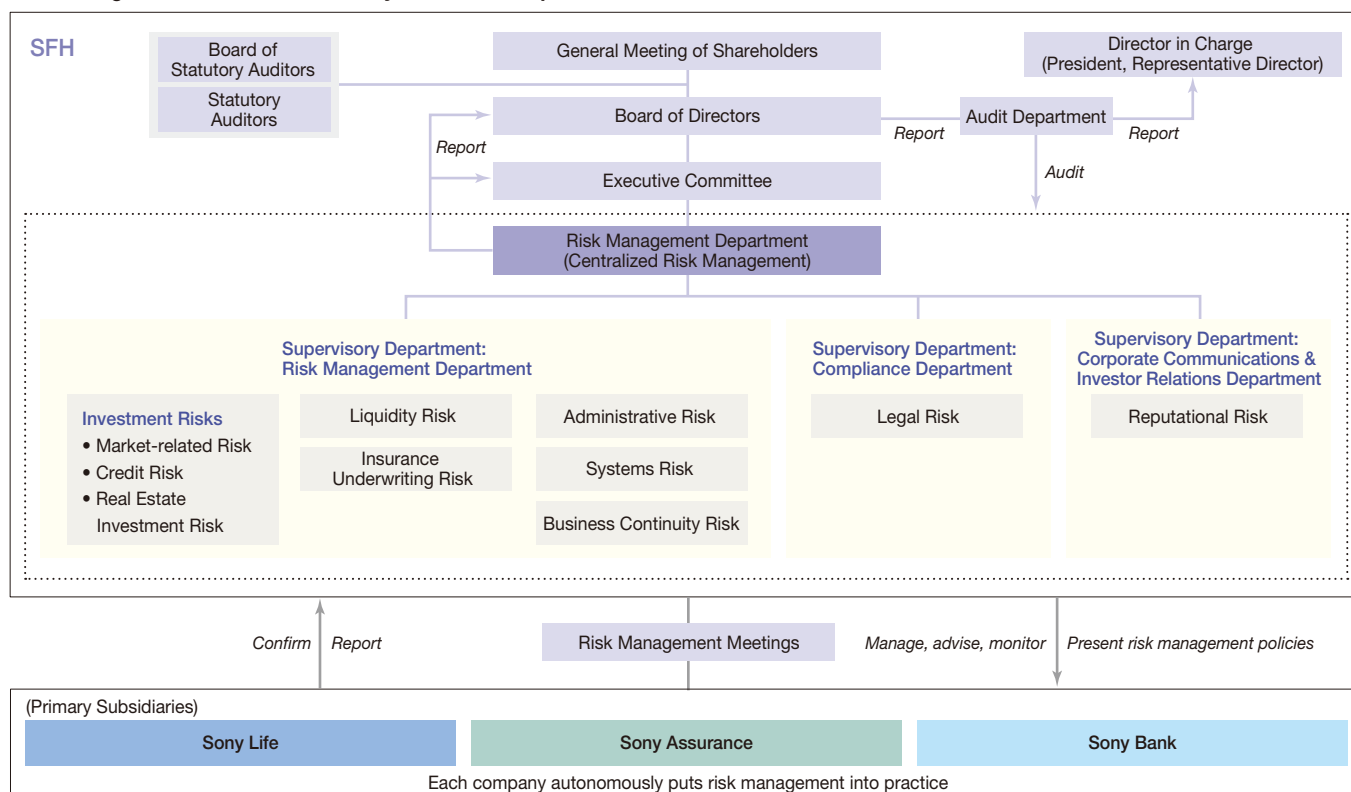 SFH
Board of
Statutory Auditors
Statutory
Auditors
General Meeting of Shareholders
Director in Charge
(President, Representative Director)
Board of Directors
Report
Audit Department
Report
Report
Executive Committee
Audit
Risk Management Department
(Centralized Risk Management)
Supervisory Department:
Risk Management Department
Investment Risks
• Market-related Risk
• Credit Risk
• Real Estate
Investment Risk
Liquidity Risk
Insurance
Underwriting Risk
Administrative Risk
Systems Risk
Business Continuity Risk
Supervisory Department:
Compliance Department
Legal Risk
Supervisory Department:
Corporate Communications &
Investor Relations Department
Reputational Risk
Confirm
Report
Risk Management Meetings
Manage, advise, monitor
Present risk management policies
(Primary Subsidiaries)
Sony Life
Sony Assurance
Sony Bank
Each company autonomously puts risk management into practice